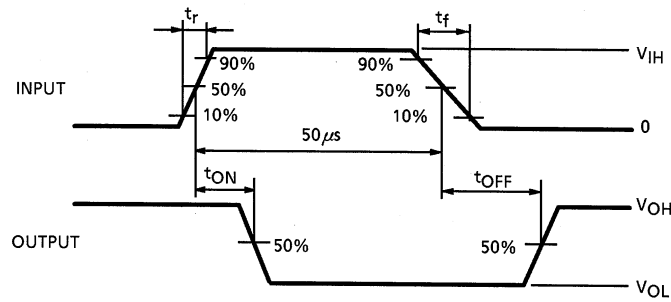 tr
tf
VIH
90%
90%
INPUT
50%
50%
10%
10%
0
50μs
tON
tOFF
VOH
OUTPUT
50%
50%
VOL